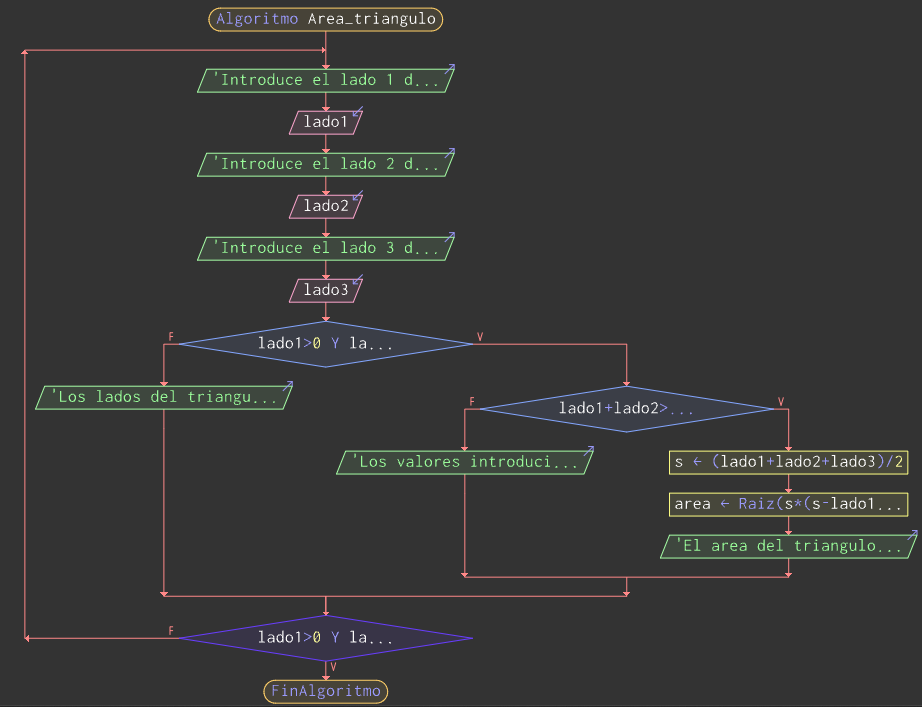 Algoritmo Area_triangulo
'Introduce el lado 1 d...
lado1
'Introduce el lado 2 d...
lado2
'Introduce el lado 3 d...
lado3
F
lado1>0 Y la...
V
'Los lados del triangu...
F
lado1+lado2>...
V
'Los valores introduci...
s ← (lado1+lado2+lado3)/2
area ← Raiz(s*(s-lado1...
'El area del triangulo...
F
lado1>0 Y la...
V
FinAlgoritmo